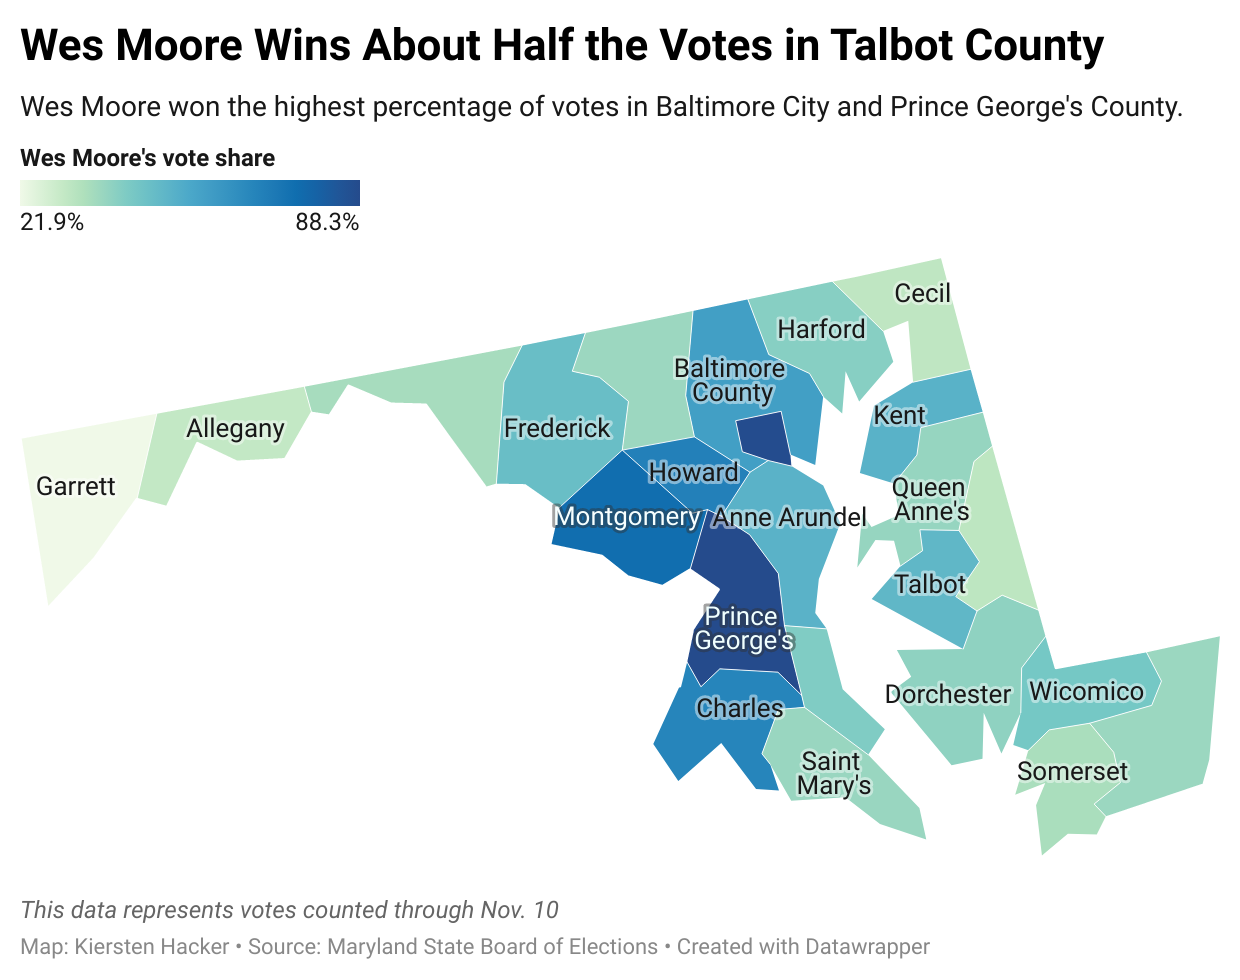 Wes Moore Wins About Half the Votes in Talbot County
Wes Moore won the highest percentage of votes in Baltimore City and Prince George's County.
Wes Moore's vote share
21.9%
88.3%
Cecil
Harford
Baltimore
County
Kent
Allegany
Frederick
Howard
Garrett
Queen
Anne's
Montgomery
Anne Arundel
Talbot
Prince
George's
Dorchester
Wicomico
Charles
Saint
Mary's
Somerset
This data represents votes counted through Nov. 10
Map: Kiersten Hacker • Source: Maryland State Board of Elections • Created with Datawrapper